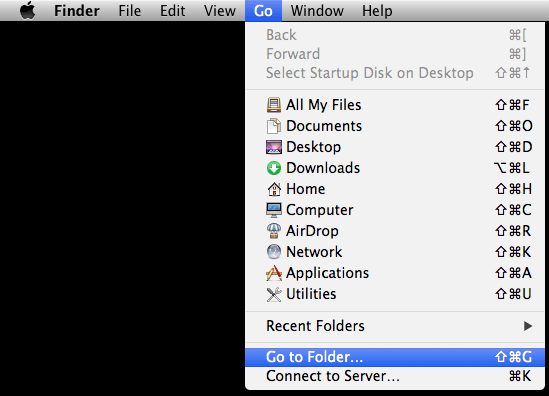 Finder File Edit View Go Window Help
Back ⌘[
Forward ⌘]
Select Startup Disk on Desktop ⇧⌘↑
All My Files ⇧⌘F
Documents ⇧⌘O
Desktop ⇧⌘D
Downloads ⌥⌘L
Home ⇧⌘H
Computer ⇧⌘C
AirDrop ⇧⌘R
Network ⇧⌘K
Applications ⇧⌘A
Utilities ⇧⌘U
Recent Folders ▶
Go to Folder... ⇧⌘G
Connect to Server... ⌘K